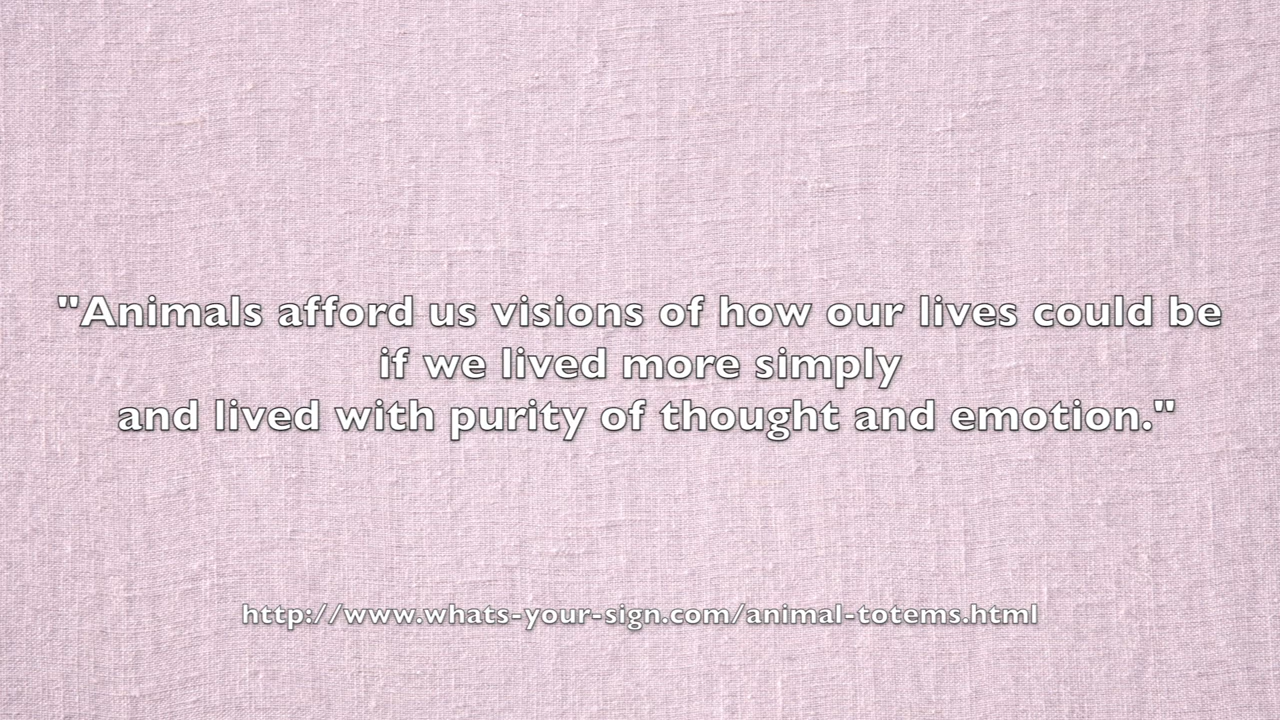 "Animals afford us visions of how our lives could be
if we lived more simply
and lived with purity of thought and emotion."
http://www.whats-your-sign.com/animal-totems.html